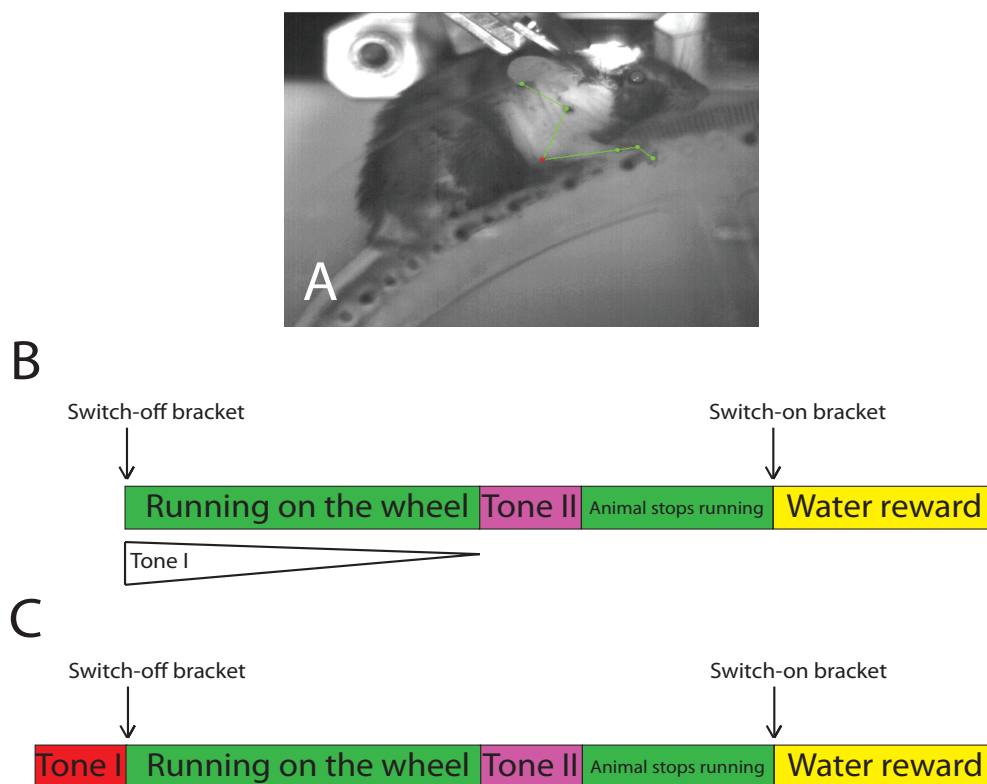 A
B
Switch-off bracket
Switch-on bracket
Running on the wheel Tone II Animal stops running Water reward
Tone I
C
Switch-off bracket
Switch-on bracket
Tone I Running on the wheel Tone II Animal stops running Water reward